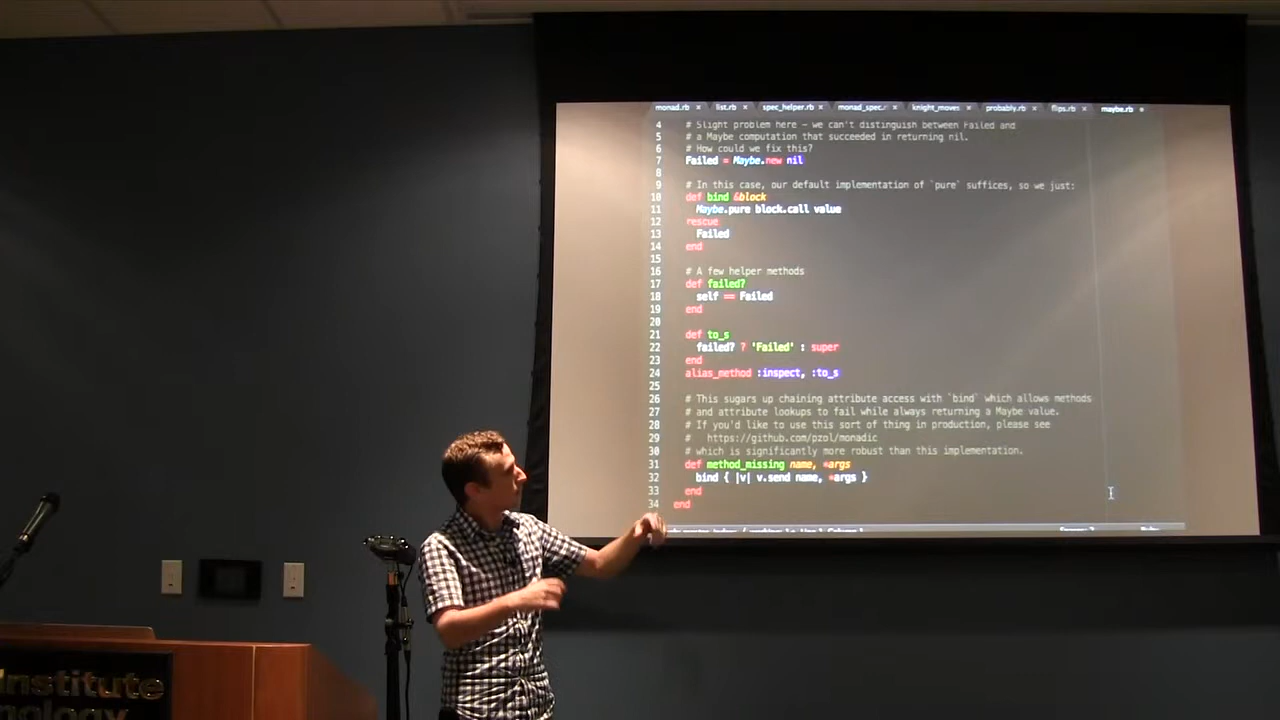 monad.rb × list.rb × spec_helper.rb × monad_spec.r × knight_moves × probably.rb × flips.rb × maybe.rb
4 # Slight problem here – we can't distinguish between Failed and
5 # a Maybe computation that succeeded in returning nil.
6 # How could we fix this?
7 Failed = Maybe.new nil
8
9 # In this case, our default implementation of `pure` suffices, so we just:
10 def bind &block
11 Maybe.pure block.call value
12 rescue
13 Failed
14 end
15
16 # A few helper methods
17 def failed?
18 self == Failed
19 end
20
21 def to_s
22 failed? ? 'Failed' : super
23 end
24 alias_method :inspect, :to_s
25
26 # This sugars up chaining attribute access with `bind` which allows methods
27 # and attribute lookups to fail while always returning a Maybe value.
28 # If you'd like to use this sort of thing in production, please see
29 # https://github.com/pzol/monadic
30 # which is significantly more robust than this implementation.
31 def method_missing name, *args
32 bind { |v| v.send name, *args }
33 end
34 end
Institute
nology